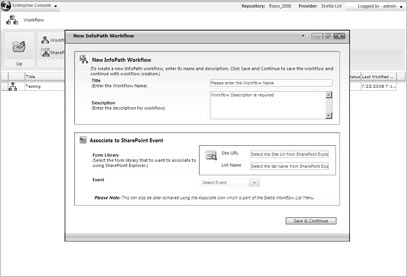 Enterprise Console
Repository: Repo_2008 Provider: Skelta List Logged In - admin
Workflow
Up
Title
Last Modified ...
Testing
7/23/2008 7:1...
New InfoPath Workflow
New InfoPath Workflow
(To create a new InfoPath workflow, enter its name and description. Click Save and Continue to save the workflow and
continue with workflow creation.)
Title
(Enter the Workflow Name)
Please enter the Workflow Name
Description
(Enter the description for workflow)
Workflow Description is required
Associate to SharePoint Event
Form Library
(Select the form library that to want to associate to
using SharePoint Explorer.)
Site URL
Select the Site Url from SharePoint Expl
List Name
Select the list name from SharePoint Exp
Event
Select Event
Please Note: This can also be later achieved using the Associate icon which is part of the Skelta Workflow List Menu.
Save & Continue